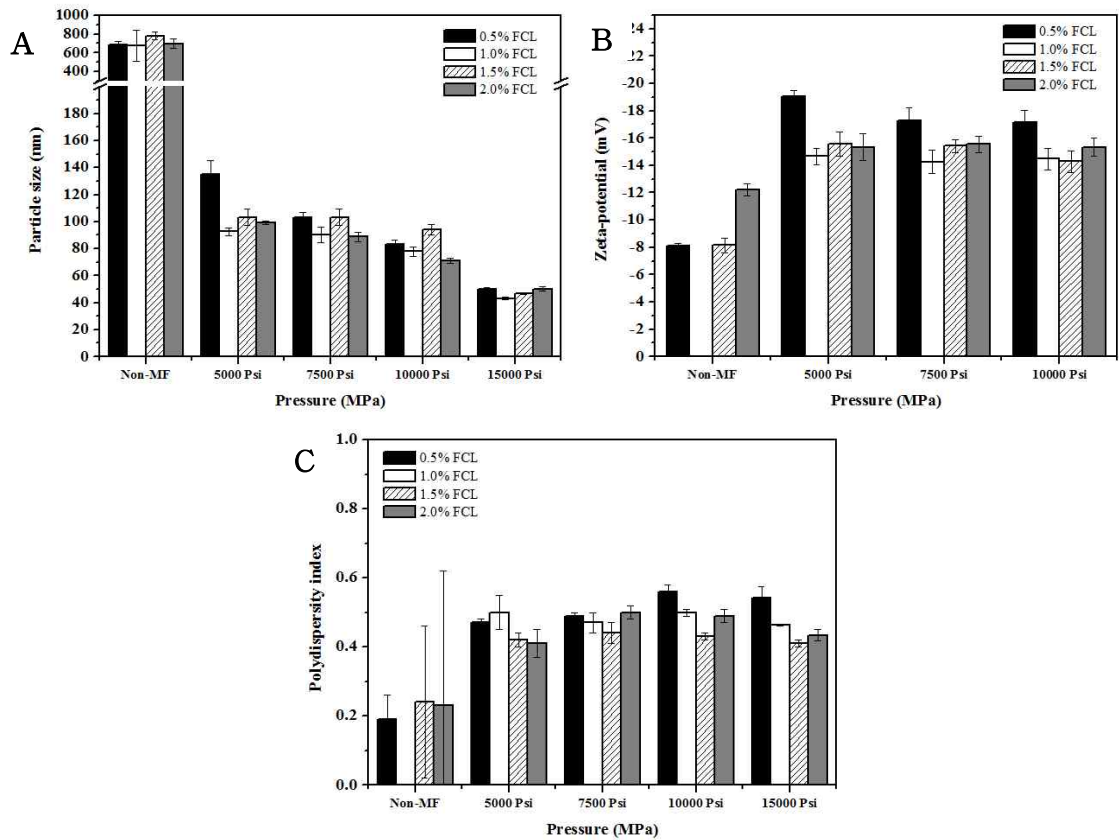 A
1000
800
600
400
180
160
140
120
100
80
60
40
20
0
Particle size (nm)
0.5% FCL
1.0% FCL
1.5% FCL
2.0% FCL
Non-MF 5000 Psi 7500 Psi 10000 Psi 15000 Psi
Pressure (MPa)
B
-24
-22
-20
-18
-16
-14
-12
-10
-8
-6
-4
-2
0
Zeta-potential (mV)
0.5% FCL
1.0% FCL
1.5% FCL
2.0% FCL
Non-MF 5000 Psi 7500 Psi 10000 Psi
Pressure (MPa)
C
1.0
0.8
0.6
0.4
0.2
0.0
Polydispersity index
0.5% FCL
1.0% FCL
1.5% FCL
2.0% FCL
Non-MF 5000 Psi 7500 Psi 10000 Psi 15000 Psi
Pressure (MPa)